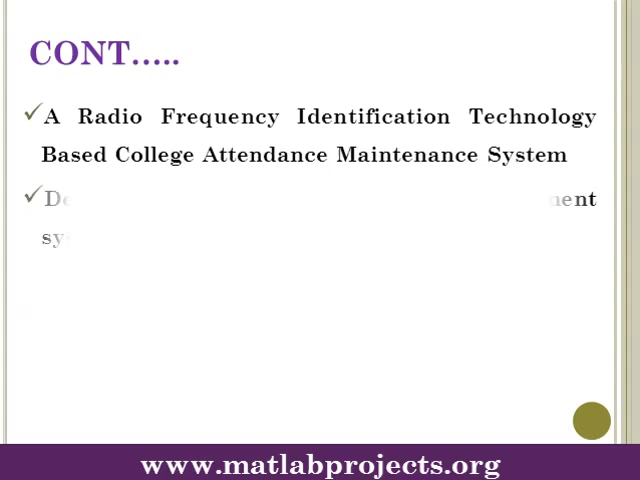 CONT.....
A Radio Frequency Identification Technology
Based College Attendance Maintenance System
www.matlabprojects.org